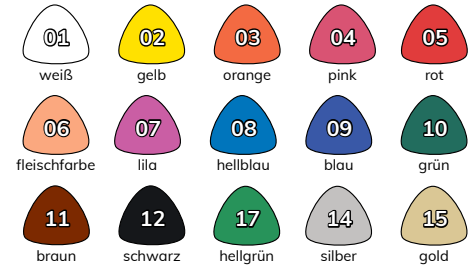 01 02 03 04 05
weiß gelb orange pink rot
06 07 08 09 10
fleischfarbe lila hellblau blau grün
11 12 17 14 15
braun schwarz hellgrün silber gold